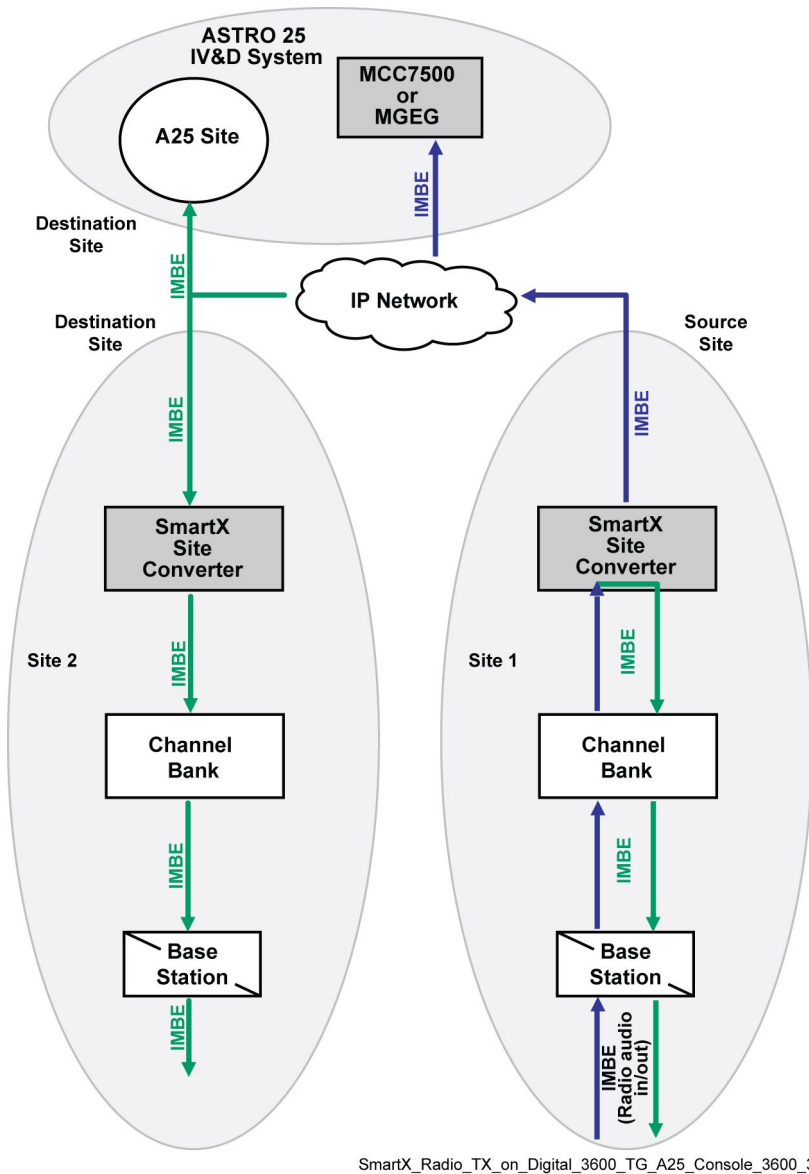 ASTRO 25
IV&D System
MCC7500
or
MGEG
A25 Site
IMBE
Destination
Site
IMBE
IP Network
Destination
Site
Source
Site
IMBE
IMBE
SmartX
Site
Converter
SmartX
Site
Converter
Site 2
IMBE
Site 1
IMBE
Channel
Bank
Channel
Bank
IMBE
IMBE
Base
Station
Base
Station
IMBE
IMBE
(Radio audio
in/out)
SmartX_Radio_TX_on_Digital_3600_TG_A25_Console_3600_3